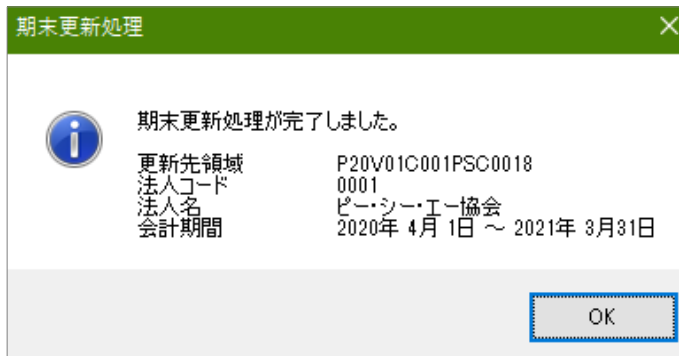 期末更新処理
期末更新処理が完了しました。
更新先領域 P20V01C001PSC0018
法人コード 0001
法人名 ピー・シー・エー協会
会計期間 2020年 4月 1日 ～ 2021年 3月31日
OK